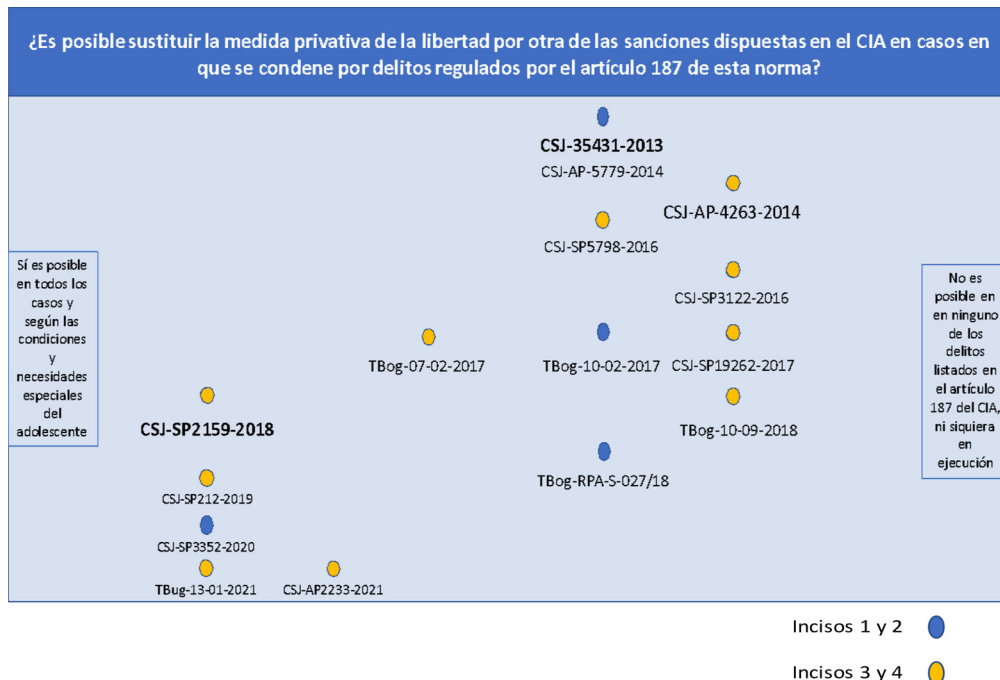 ¿Es posible sustituir la medida privativa de la libertad por otra de las sanciones dispuestas en el CIA en casos en
que se condene por delitos regulados por el artículo 187 de esta norma?
CSJ-35431-2013
CSJ-AP-5779-2014
CSJ-AP-4263-2014
CSJ-SP5798-2016
CSJ-SP3122-2016
Sí es posible
en todos los
casos y
según las
condiciones
y
necesidades
especiales
del
adolescente
No es
posible en
en ninguno
de los
delitos
listados en
el artículo
187 del CIA,
ni siquiera
en
ejecución
TBog-07-02-2017
TBog-10-02-2017
CSJ-SP19262-2017
CSJ-SP2159-2018
TBog-10-09-2018
TBog-RPA-S-027/18
CSJ-SP212-2019
CSJ-SP3352-2020
TBug-13-01-2021
CSJ-AP2233-2021
Incisos 1 y 2
Incisos 3 y 4